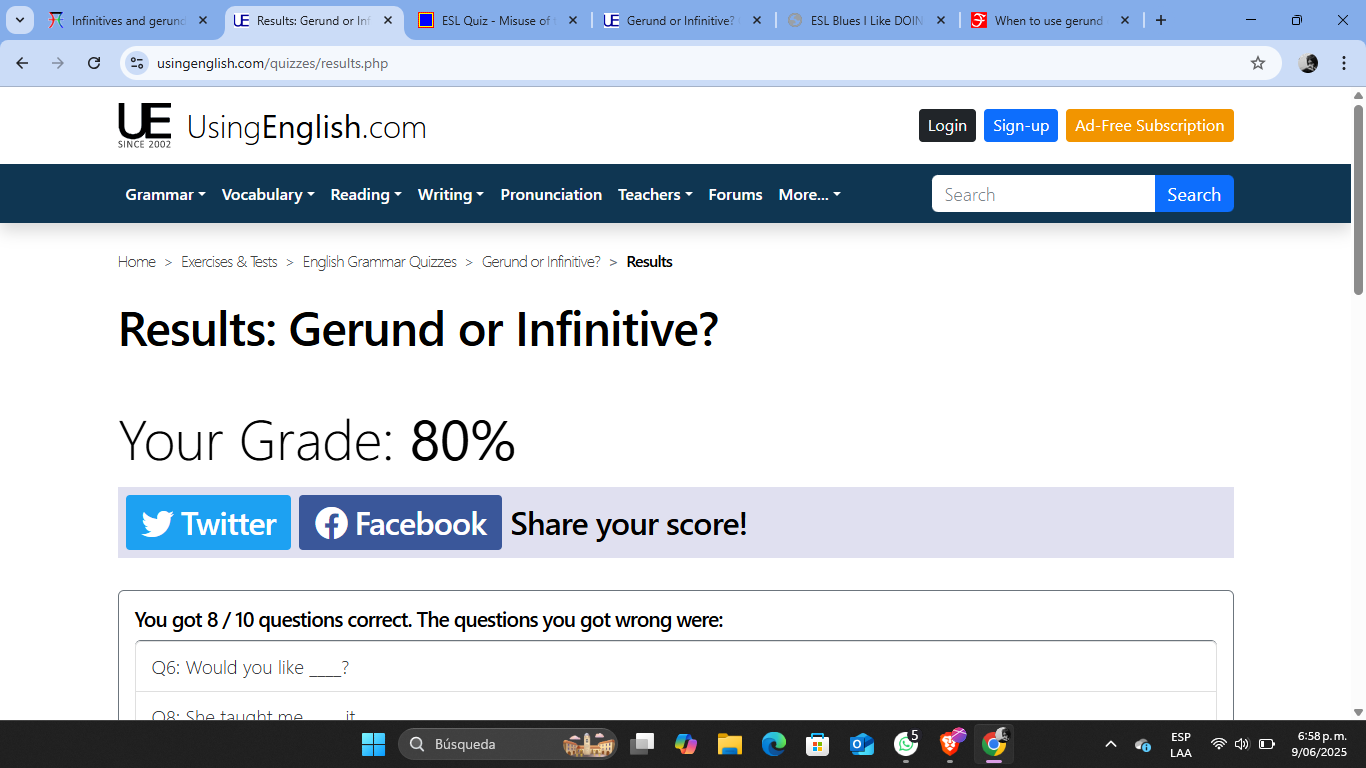 Infinitives and gerund
Results: Gerund or Inf
ESL Quiz - Misuse of
Gerund or Infinitive?
ESL Blues I Like DOIN
When to use gerund
usingenglish.com/quizzes/results.php
UE SINCE 2002 UsingEnglish.com
Login Sign-up Ad-Free Subscription
Grammar Vocabulary Reading Writing Pronunciation Teachers Forums More... Search Search
Home > Exercises & Tests > English Grammar Quizzes > Gerund or Infinitive? > Results
Results: Gerund or Infinitive?
Your Grade: 80%
Twitter Facebook Share your score!
You got 8 / 10 questions correct. The questions you got wrong were:
Q6: Would you like ____?
Q8: She taught me ____ it
Búsqueda
5
ESP
LAA
6:58 p. m.
9/06/2025